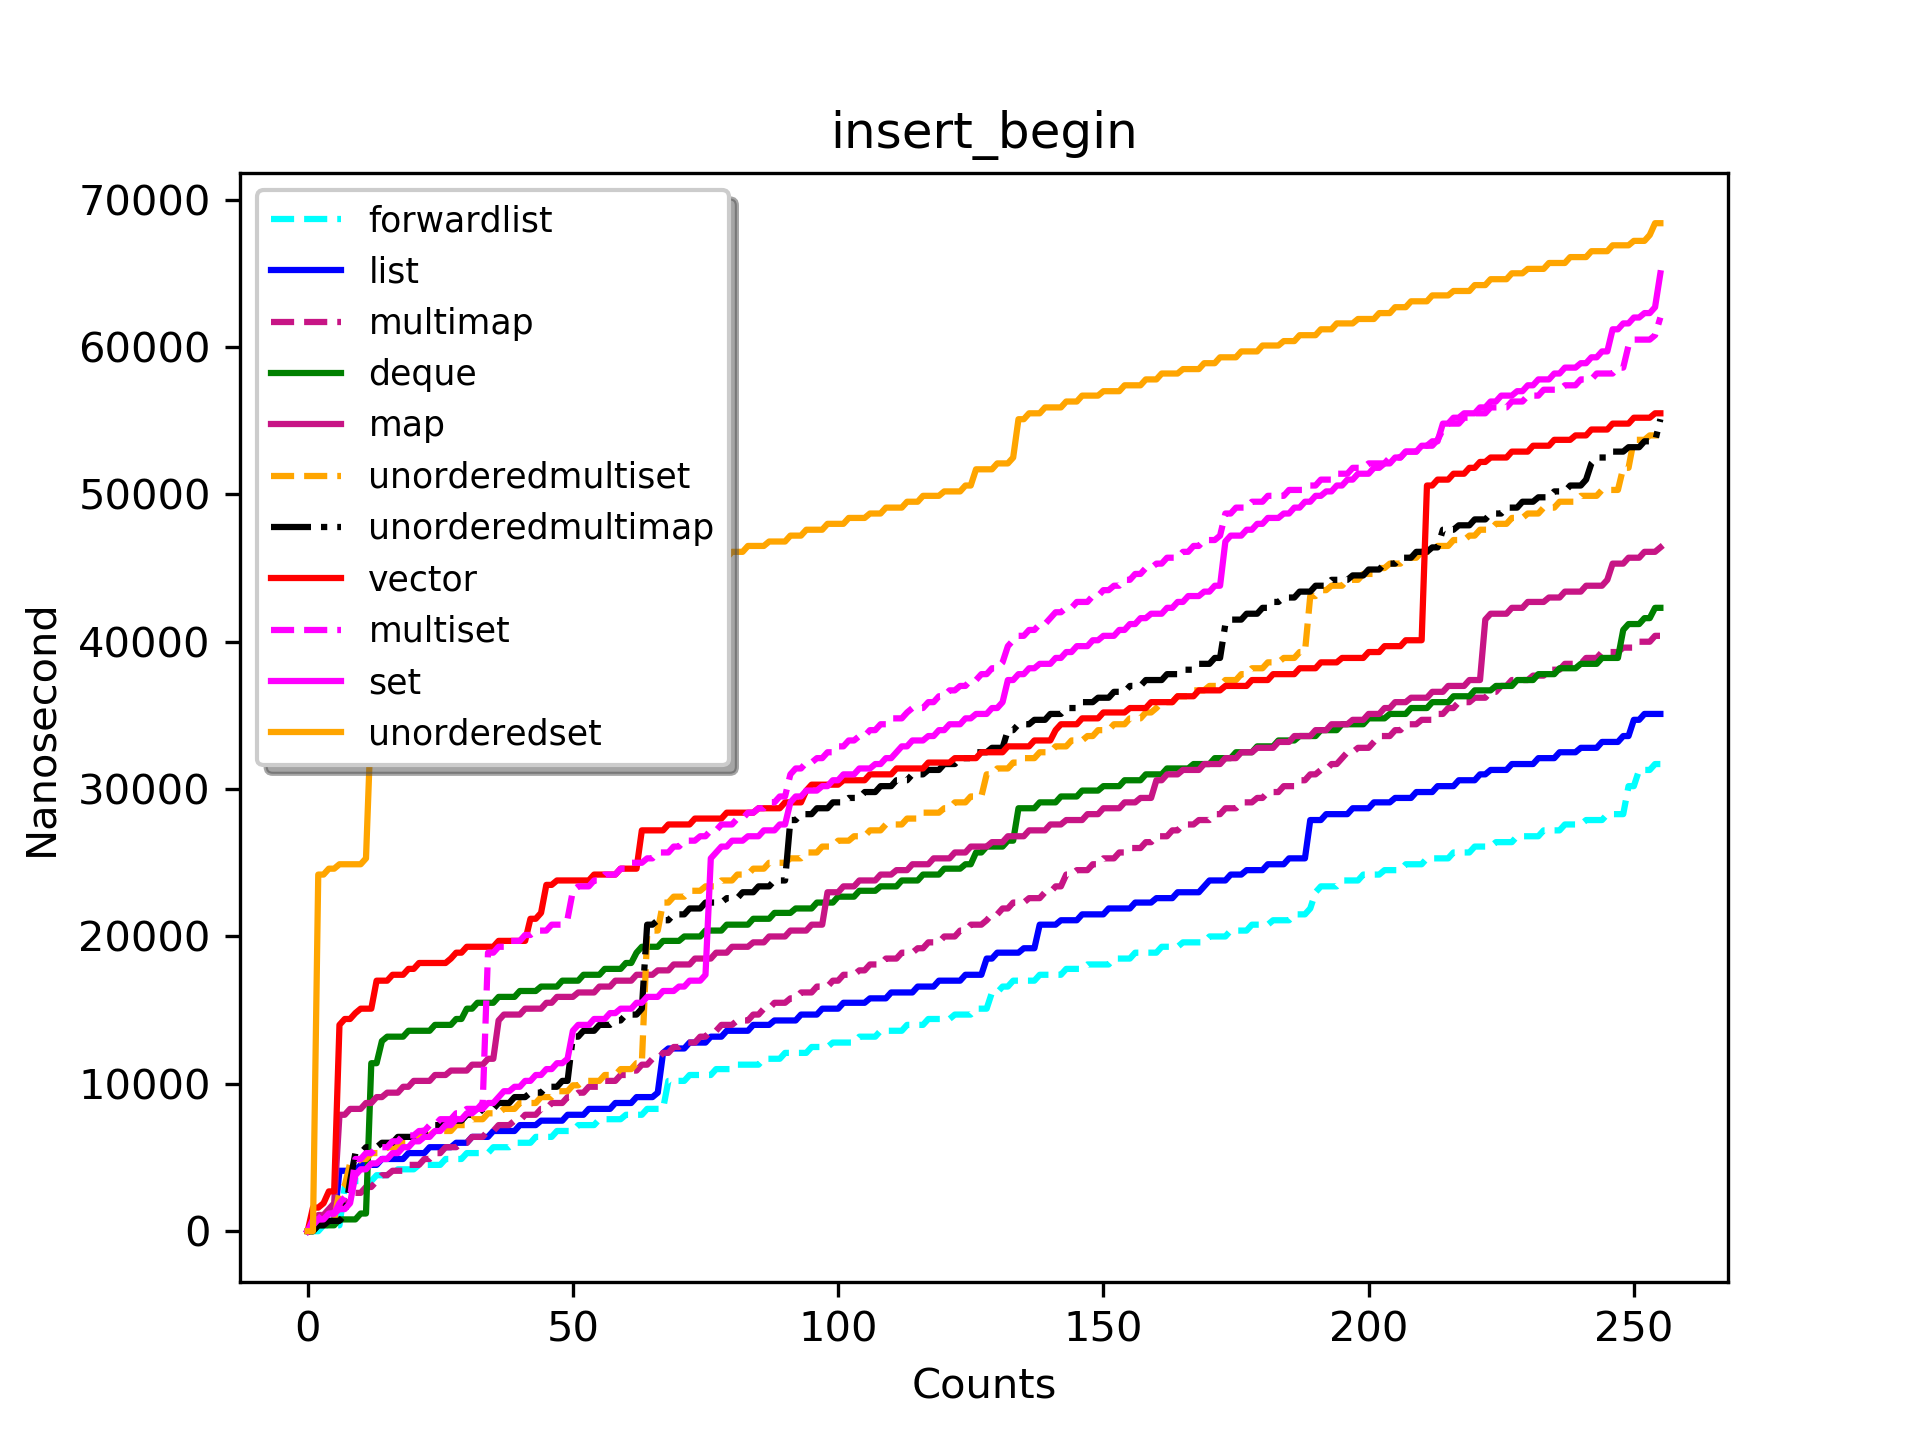 insert_begin
70000
60000
50000
40000
30000
20000
10000
0
Nanosecond
forwardlist
list
multimap
deque
map
unorderedmultiset
unorderedmultimap
vector
multiset
set
unorderedset
0 50 100 150 200 250
Counts